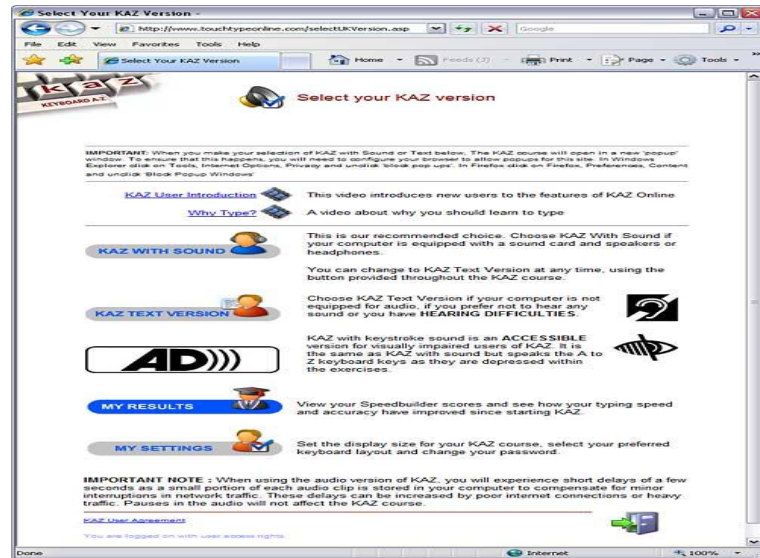 Select Your KAZ Version -
http://www.touchtypeonline.com/selectUKVersion.asp
Google
File Edit View Favorites Tools Help
Select Your KAZ Version
Home Feeds (J) Print Page Tools
kaz
KEYBOARD A-Z
Select your KAZ version
IMPORTANT: When you make your selection of KAZ with Sound or Text below, The KAZ course will open in a new 'popup'
window. To ensure that this happens, you will need to configure your browser to allow popups for this site. In Windows
Explorer click on Tools, Internet Options, Privacy and unclick 'block pop ups'. In Firefox click on Firefox, Preferences, Content
and unclick 'Block Popup Windows'
KAZ User Introduction This video introduces new users to the features of KAZ Online
Why Type? A video about why you should learn to type
KAZ WITH SOUND
This is our recommended choice. Choose KAZ With Sound if
your computer is equipped with a sound card and speakers or
headphones.
You can change to KAZ Text Version at any time, using the
button provided throughout the KAZ course.
KAZ TEXT VERSION
Choose KAZ Text Version if your computer is not
equipped for audio, if you prefer not to hear any
sound or you have HEARING DIFFICULTIES.
AD)))
KAZ with keystroke sound is an ACCESSIBLE
version for visually impaired users of KAZ. It is
the same as KAZ with sound but speaks the A to
Z keyboard keys as they are depressed within
the exercises.
MY RESULTS
View your Speedbuilder scores and see how your typing speed
and accuracy have improved since starting KAZ.
MY SETTINGS
Set the display size for your KAZ course, select your preferred
keyboard layout and change your password.
IMPORTANT NOTE : When using the audio version of KAZ, you will experience short delays of a few
seconds as a small portion of each audio clip is stored in your computer to compensate for minor
interruptions in network traffic. These delays can be increased by poor internet connections or heavy
traffic. Pauses in the audio will not affect the KAZ course.
KAZ User Agreement
You are logged on with user access rights.
Done Internet 100%